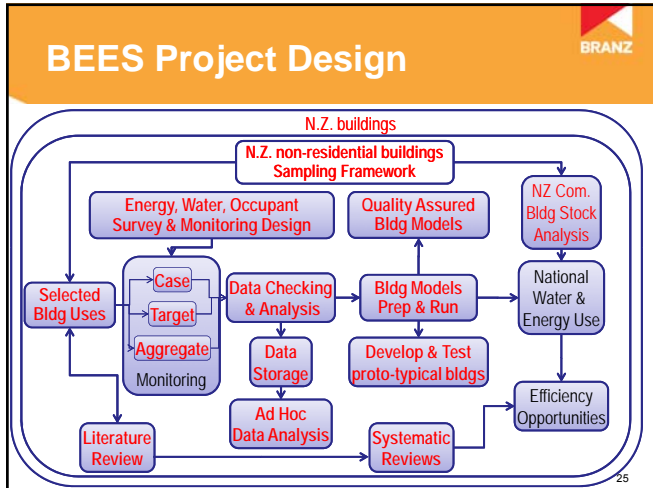 BRANZ
BEES Project Design
N.Z. buildings
N.Z. non-residential buildings
Sampling Framework
Energy, Water, Occupant
Survey & Monitoring Design
Quality Assured
Bldg Models
NZ Com.
Bldg Stock
Analysis
Selected
Bldg Uses
Case
Target
Aggregate
Monitoring
Data Checking
& Analysis
Bldg Models
Prep & Run
National
Water &
Energy Use
Data
Storage
Develop & Test
proto-typical bldgs
Ad Hoc
Data Analysis
Efficiency
Opportunities
Literature
Review
Systematic
Reviews
25